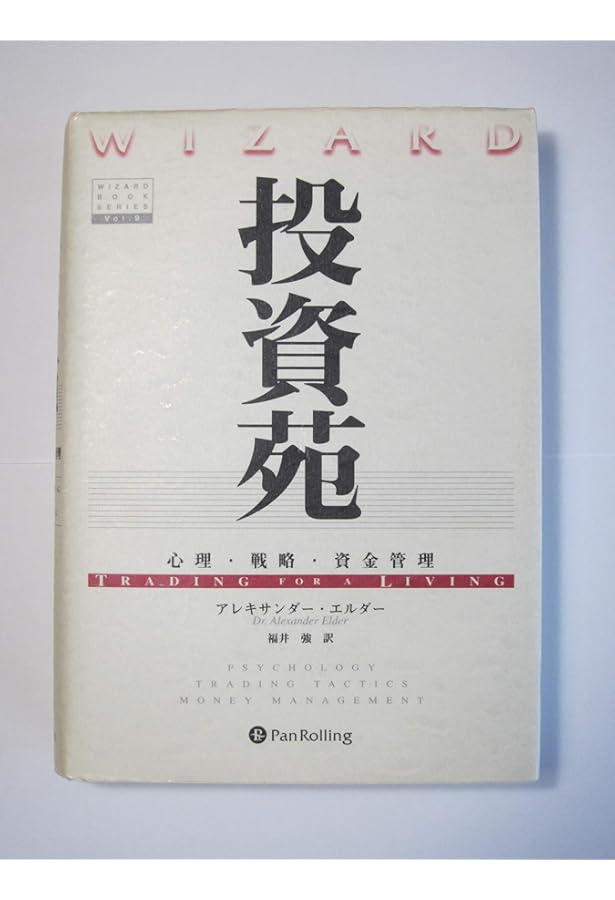 WIZARD
WIZARD
BOOK
SERIES
Vol.9
投資苑
心理・戦略・資金管理
TRADING FOR A LIVING
アレキサンダー・エルダー
Dr. Alexander Elder
福井 強 訳
PSYCHOLOGY
TRADING TACTICS
MONEY MANAGEMENT
PanRolling